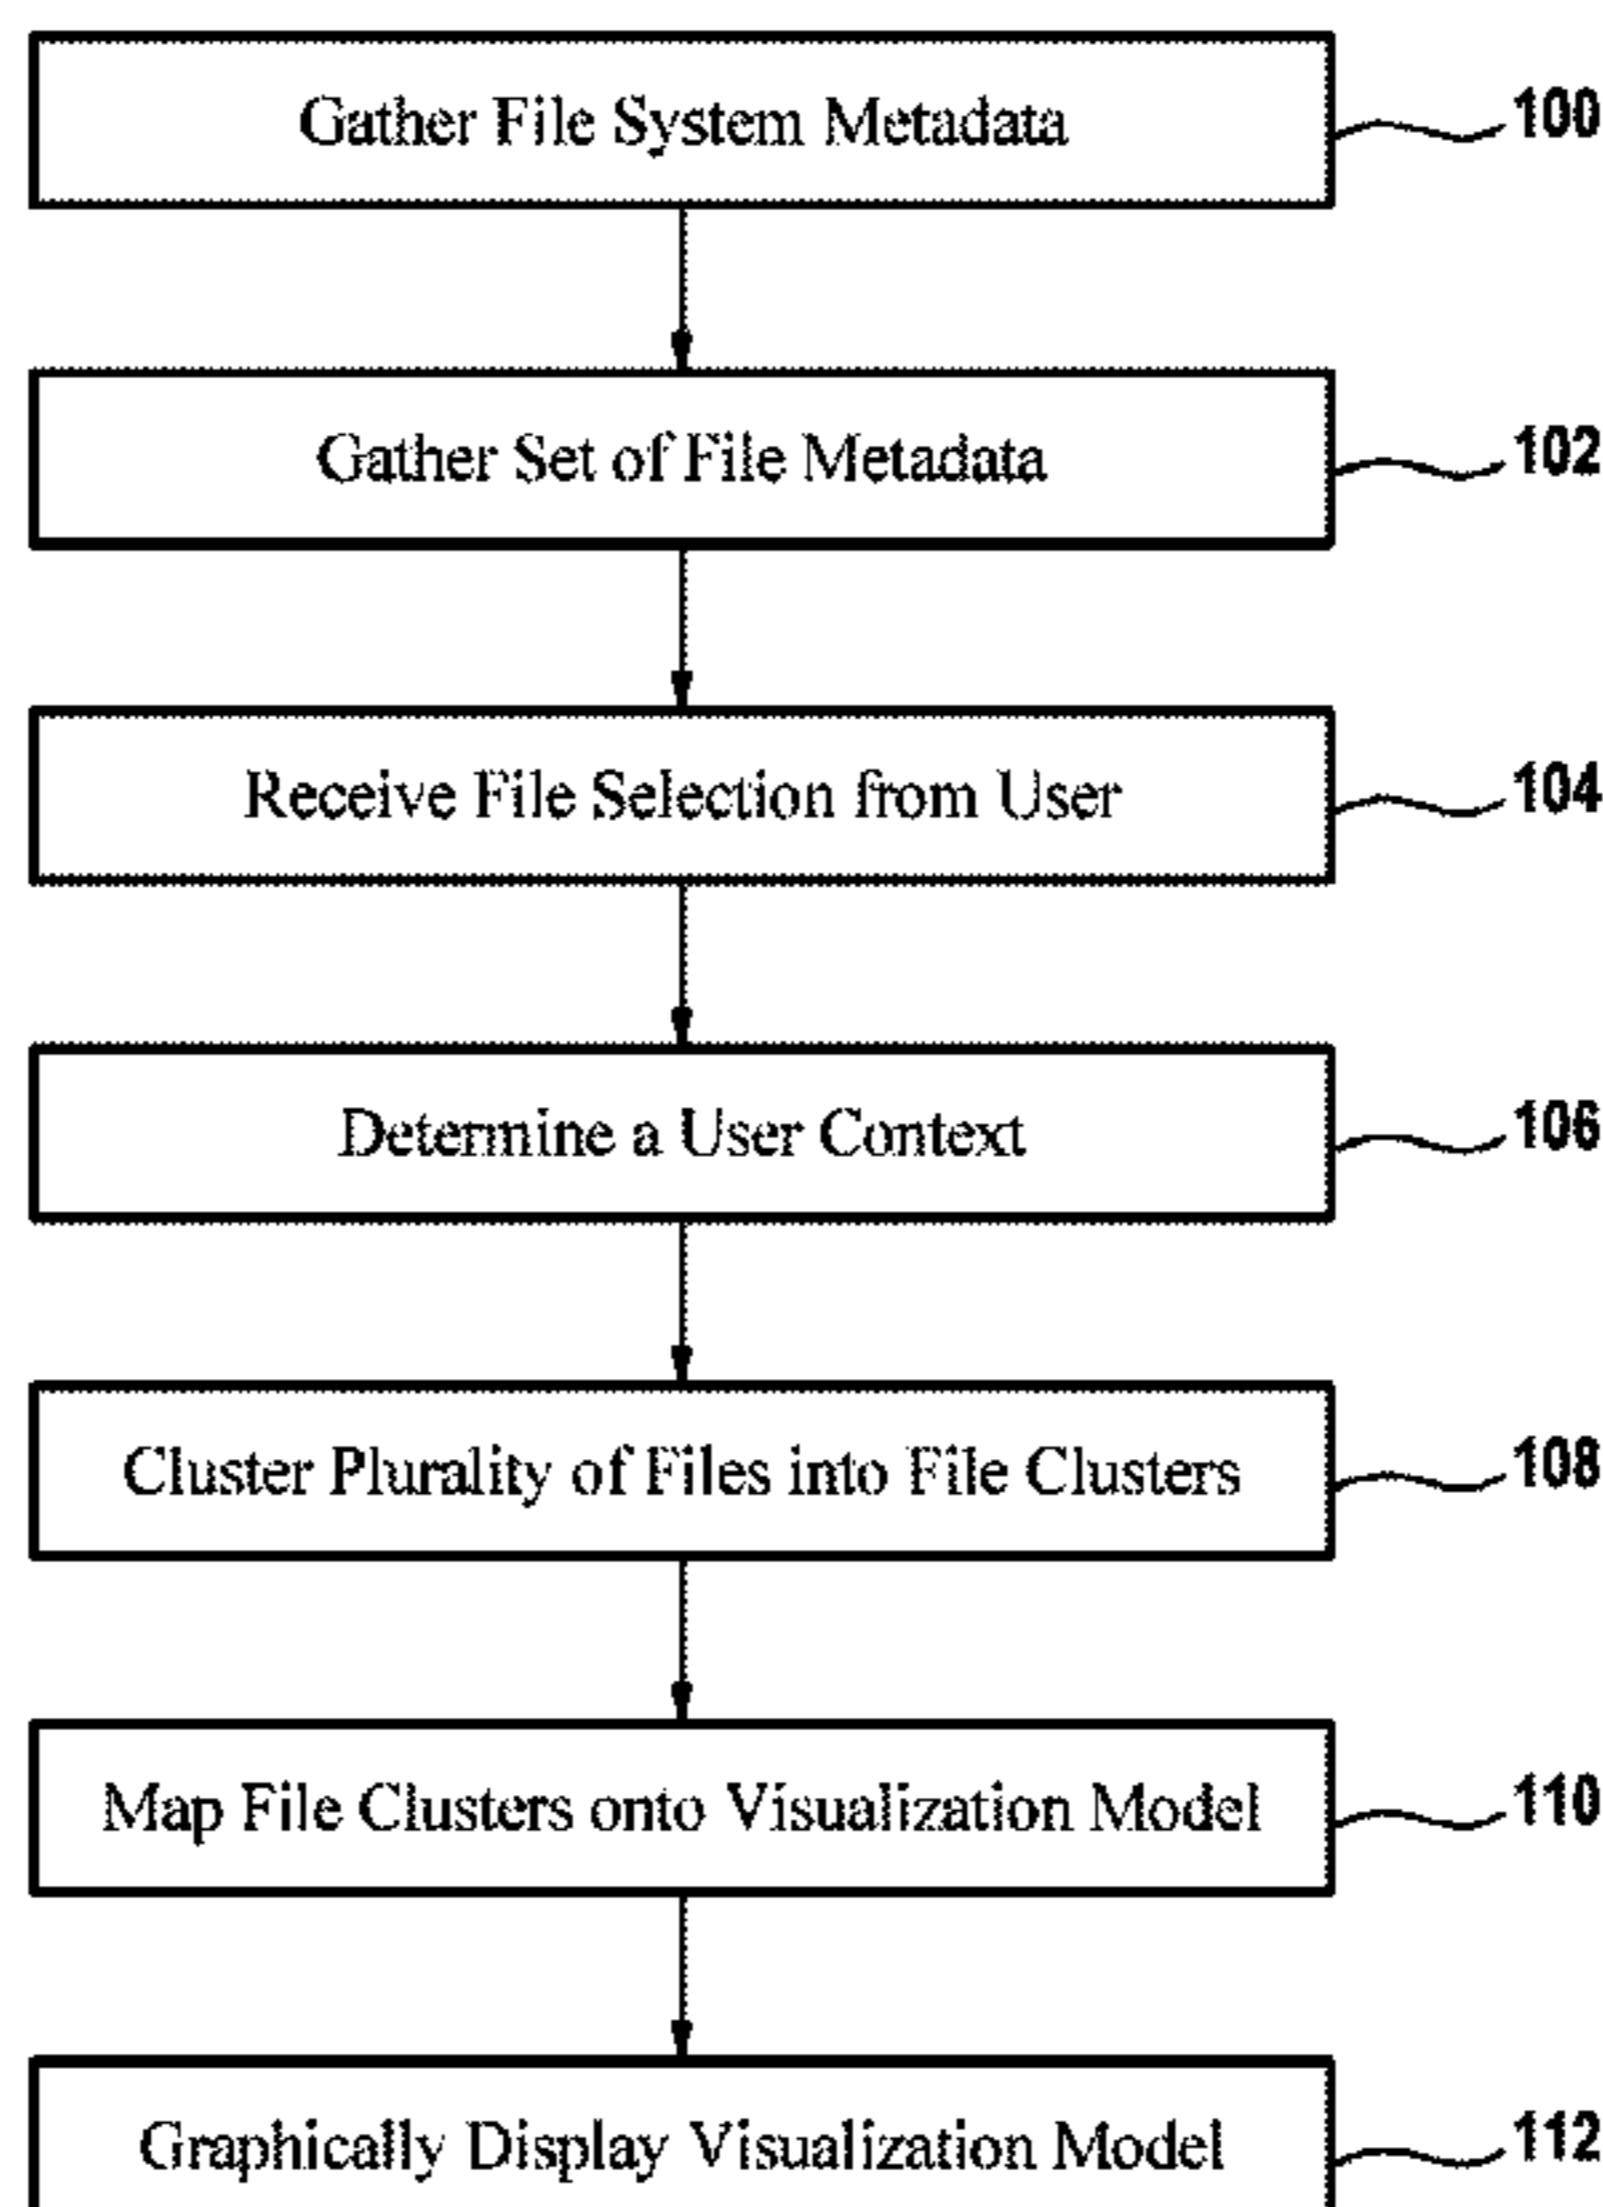 Gather File System Metadata 100
Gather Set of File Metadata 102
Receive File Selection from User 104
Determine a User Context 106
Cluster Plurality of Files into File Clusters 108
Map File Clusters onto Visualization Model 110
Graphically Display Visualization Model 112